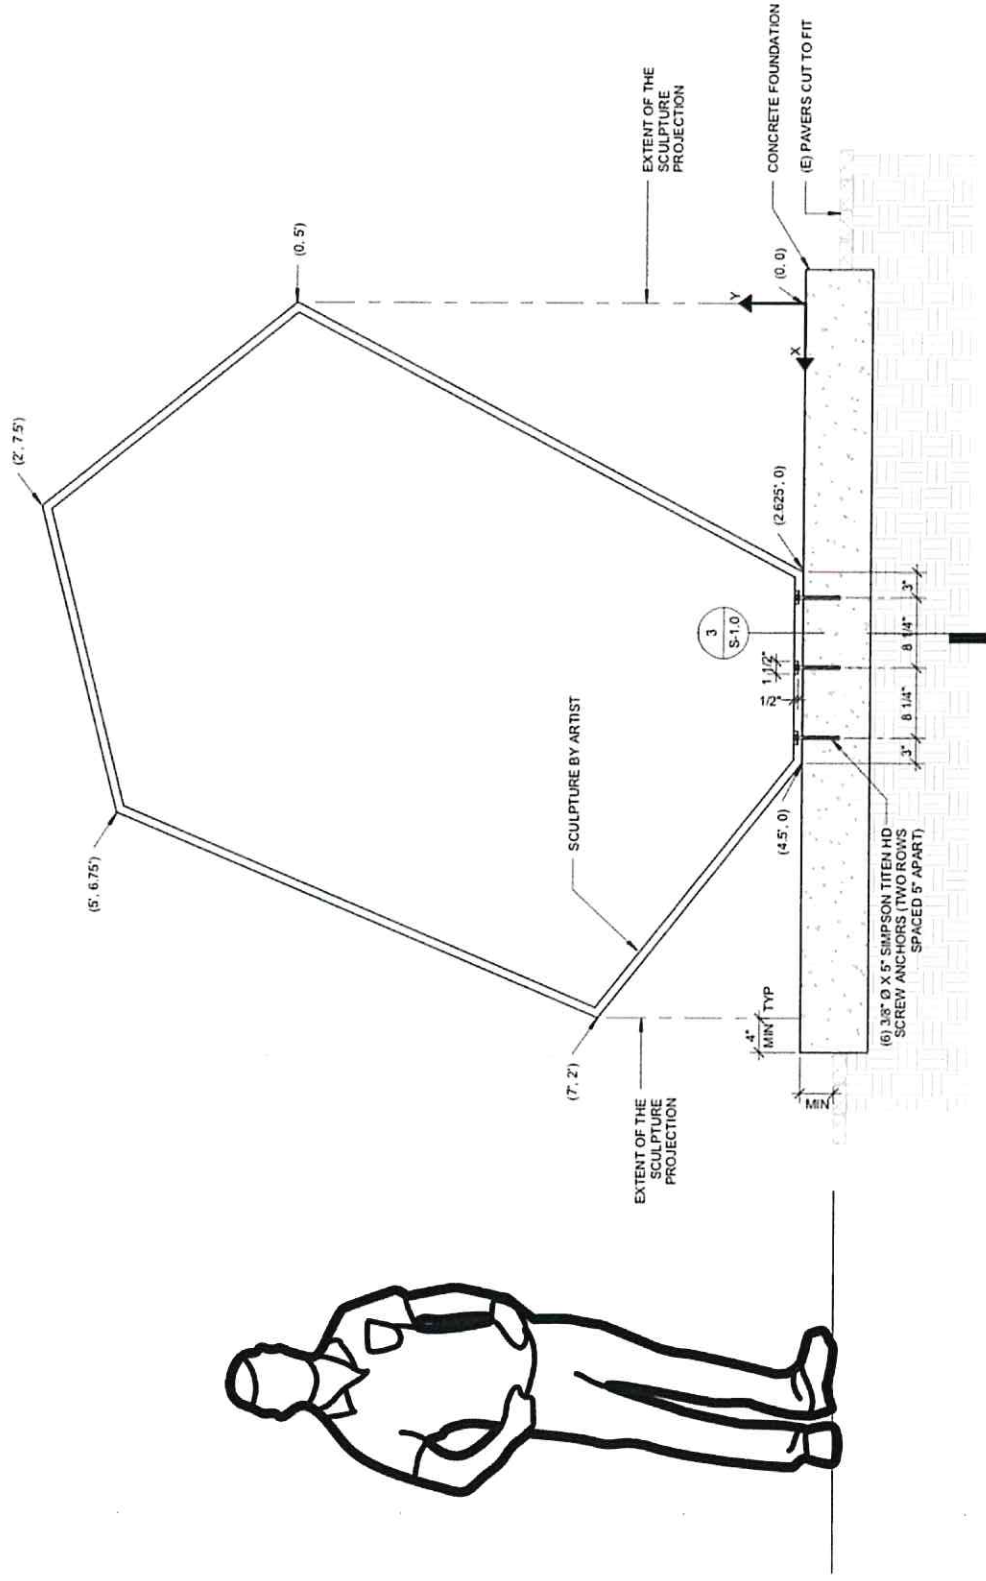 (2', 7.5')
(0, 5')
(5', 6.75')
EXTENT OF THE
SCULPTURE
PROJECTION
CONCRETE FOUNDATION
(E) PAVERS CUT TO FIT
(0, 0)
Y
X
(2.625', 0)
3
S-1.0
1 1/2"
1/2"
SCULPTURE BY ARTIST
(4.5', 0)
(7', 2')
EXTENT OF THE
SCULPTURE
PROJECTION
4"
MIN TYP
MIN
3"
8 1/4"
8 1/4"
3"
(6) 3/8" Ø X 5" SIMPSON TITEN HD
SCREW ANCHORS (TWO ROWS
SPACED 5" APART)